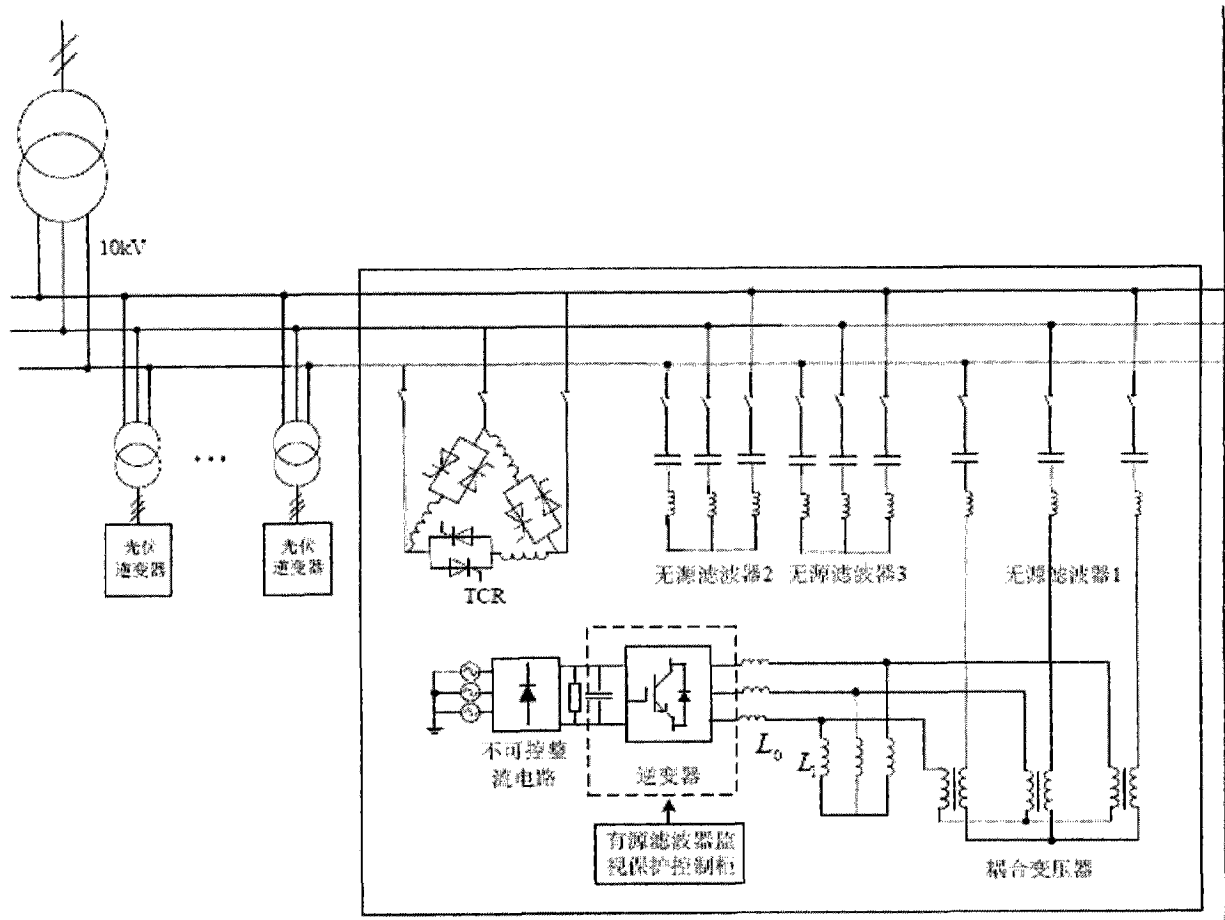 10kV
光伏
逆变器
光伏
逆变器
TCR
无源滤波器2
无源滤波器3
无源滤波器1
不可控整
流电路
逆变器
L₀
L₁
有源滤波器监
视保护控制柜
耦合变压器